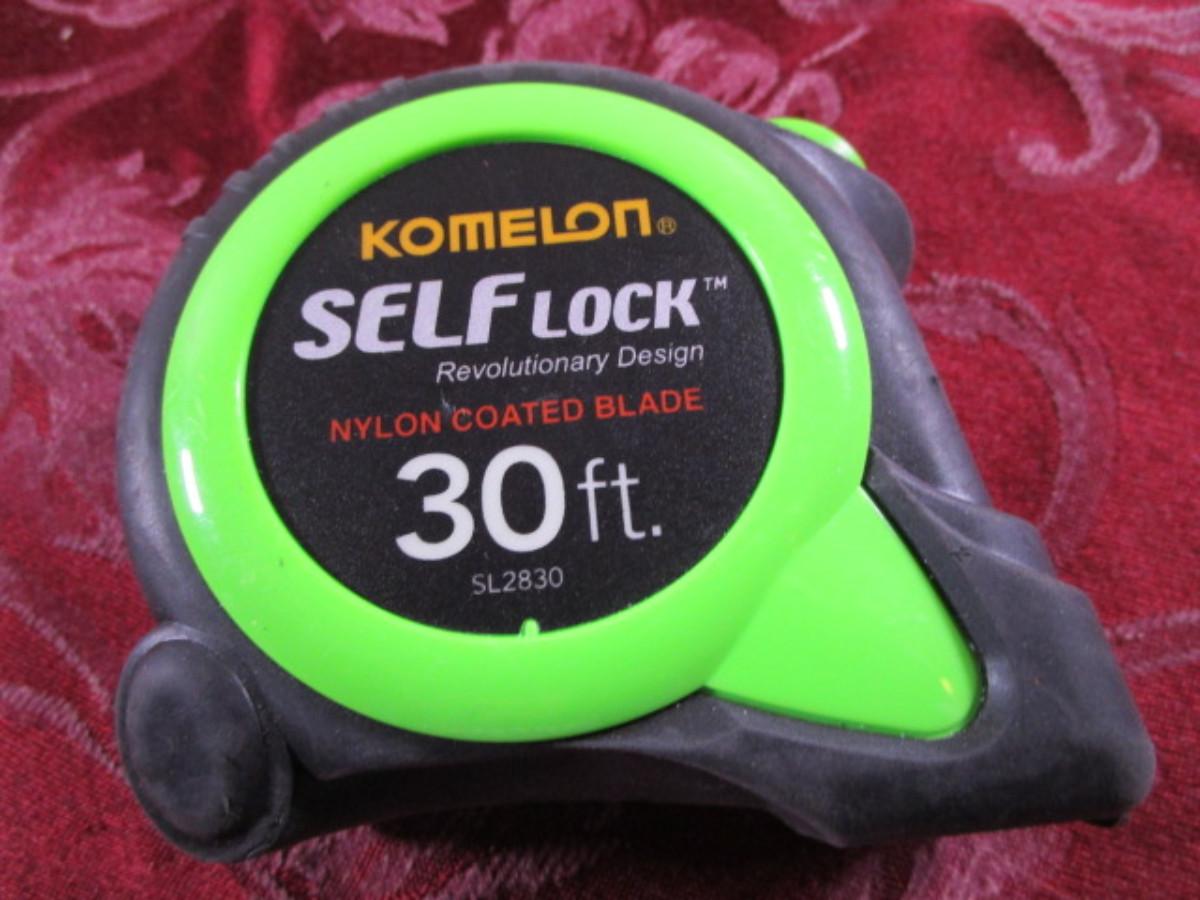 KOMELON®
SELF LOCK™
Revolutionary Design
NYLON COATED BLADE
30 ft.
SL2830